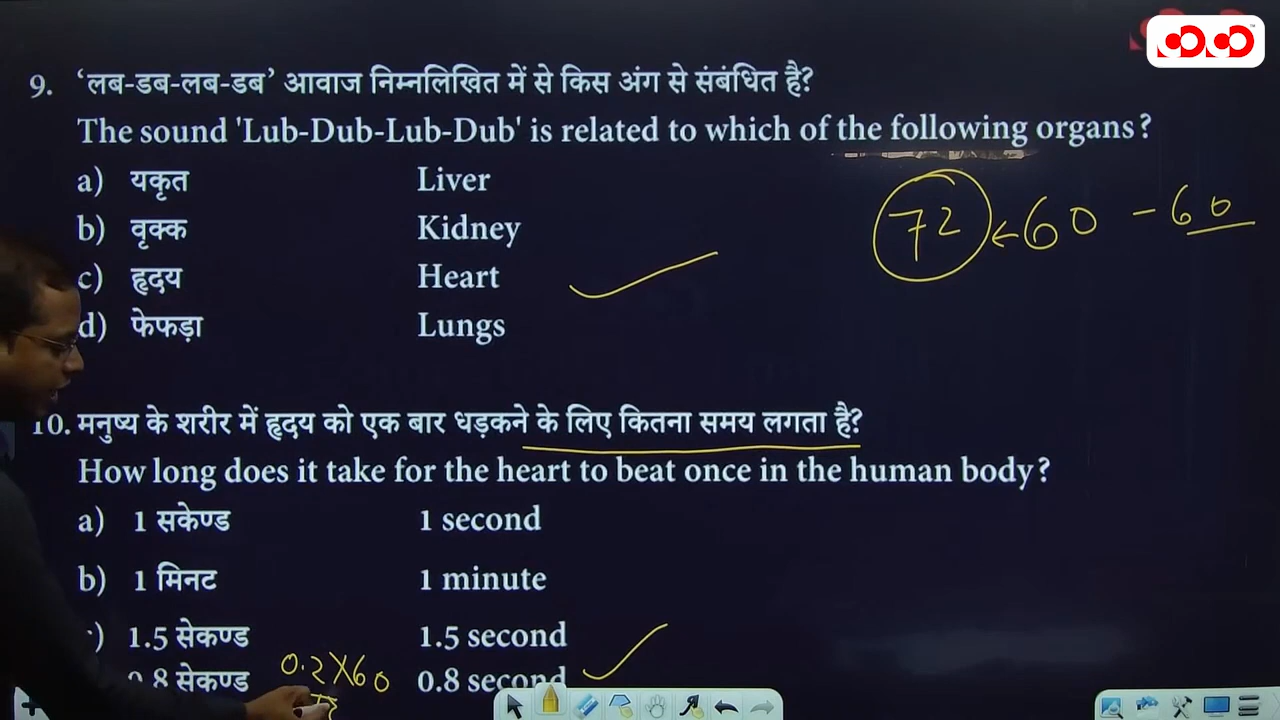 9. ‘लब-डब-लब-डब’ आवाज निम्नलिखित में से किस अंग से संबंधित है?
The sound 'Lub-Dub-Lub-Dub' is related to which of the following organs?
a) यकृत Liver
b) वृक्क Kidney
c) हृदय Heart
d) फेफड़ा Lungs
72 ← 60 - 60
10. मनुष्य के शरीर में हृदय को एक बार धड़कने के लिए कितना समय लगता है?
How long does it take for the heart to beat once in the human body?
a) 1 सकेण्ड 1 second
b) 1 मिनट 1 minute
) 1.5 सेकण्ड 1.5 second
0.8 सेकण्ड 0.8 second
0.2X60